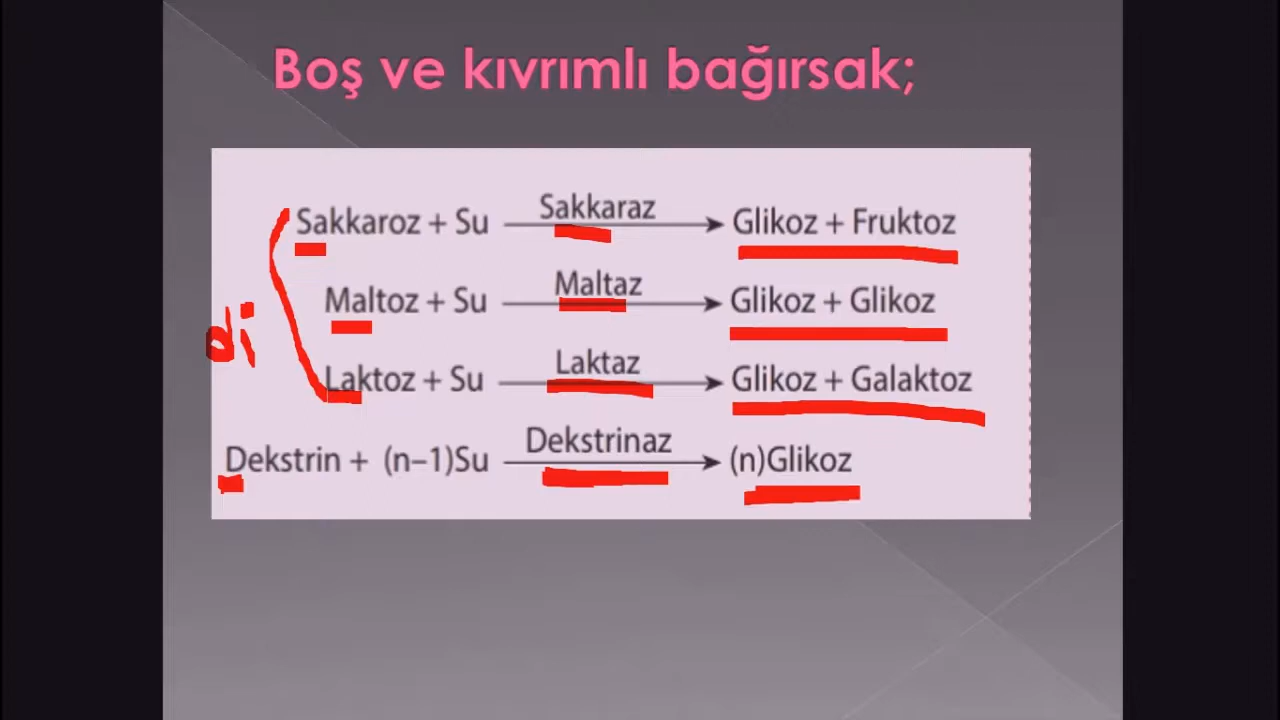 Boş ve kıvrımlı bağırsak;
Sakkaroz + Su Sakkaraz Glikoz + Fruktoz
Maltoz + Su Maltaz Glikoz + Glikoz
di
Laktoz + Su Laktaz Glikoz + Galaktoz
Dekstrin + (n–1)Su Dekstrinaz (n)Glikoz